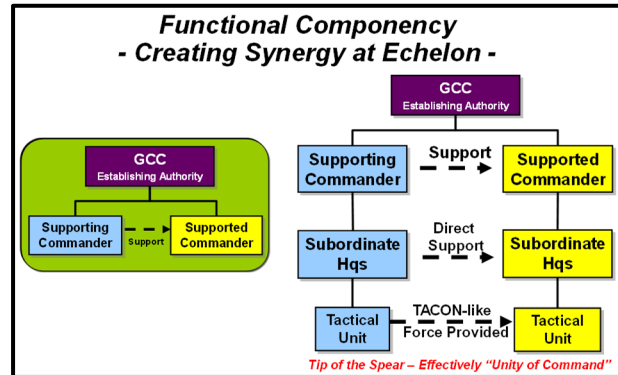 Functional Componency
- Creating Synergy at Echelon -
GCC
Establishing Authority
Supporting
Commander
Support
Supported
Commander
GCC
Establishing Authority
Supporting
Commander
Support
Supported
Commander
Subordinate
Hqs
Direct
Support
Subordinate
Hqs
Tactical
Unit
TACON-like
Force Provided
Tactical
Unit
Tip of the Spear – Effectively “Unity of Command”